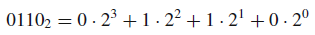 0110₂ = 0 · 2³ + 1 · 2² + 1 · 2¹ + 0 · 2⁰